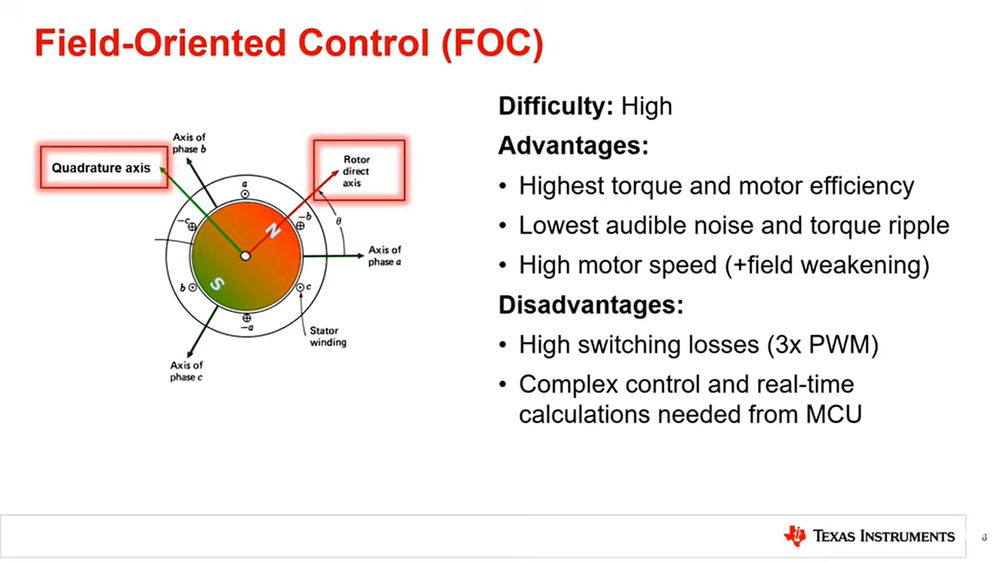 Field-Oriented Control (FOC)
Difficulty: High
Advantages:
• Highest torque and motor efficiency
• Lowest audible noise and torque ripple
• High motor speed (+field weakening)
Disadvantages:
• High switching losses (3x PWM)
• Complex control and real-time
calculations needed from MCU
Quadrature axis
Axis of
phase b
Rotor
direct
axis
a
−c
−b
θ
N
Axis of
phase a
S
b
c
−a
Stator
winding
Axis of
phase c
TEXAS INSTRUMENTS
6